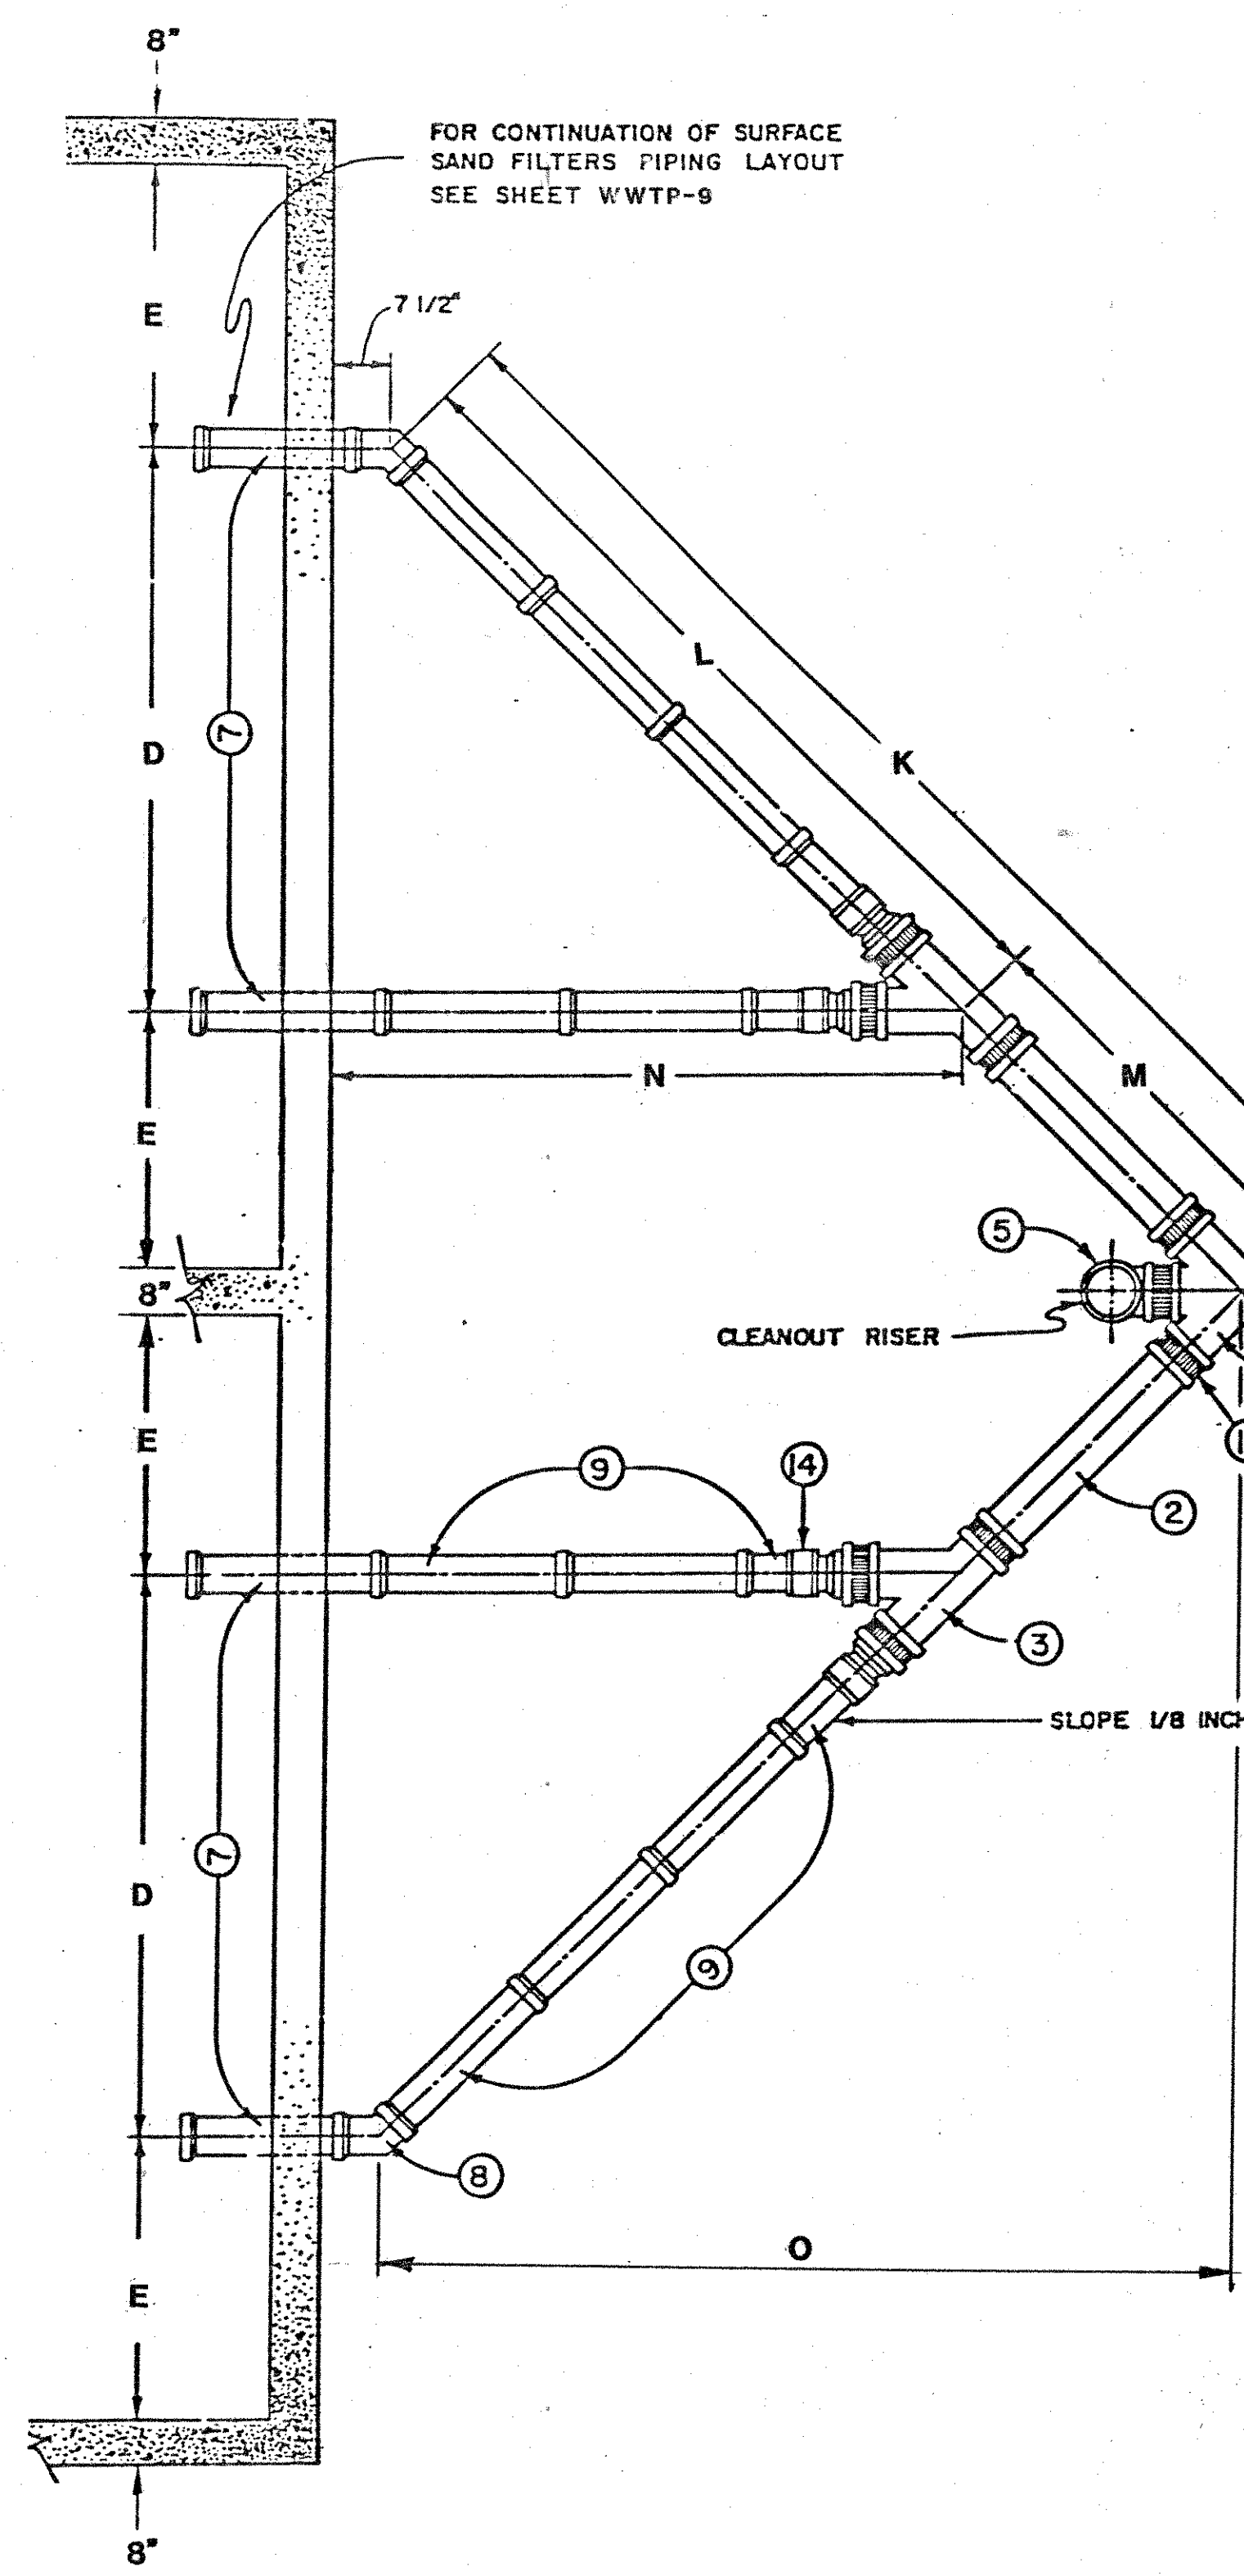 8"
FOR CONTINUATION OF SURFACE
SAND FILTERS PIPING LAYOUT
SEE SHEET WWTP-9
E
7 1/2"
L
K
D
7
N
M
E
5
8"
CLEANOUT RISER
E
9
14
2
3
SLOPE 1/8 INCH
7
D
9
8
O
E
8"